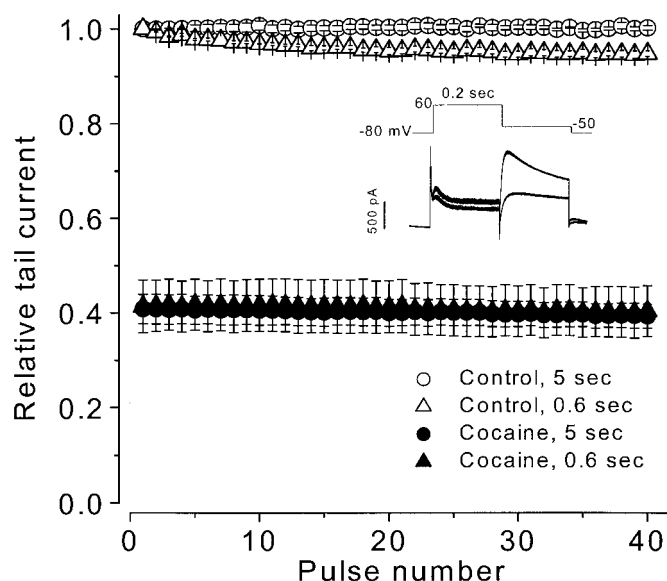 Relative tail current
1.0
0.8
0.6
0.4
0.2
0.0
0.2 sec
60
-80 mV
-50
500 pA
Control, 5 sec
Control, 0.6 sec
Cocaine, 5 sec
Cocaine, 0.6 sec
0 10 20 30 40
Pulse number